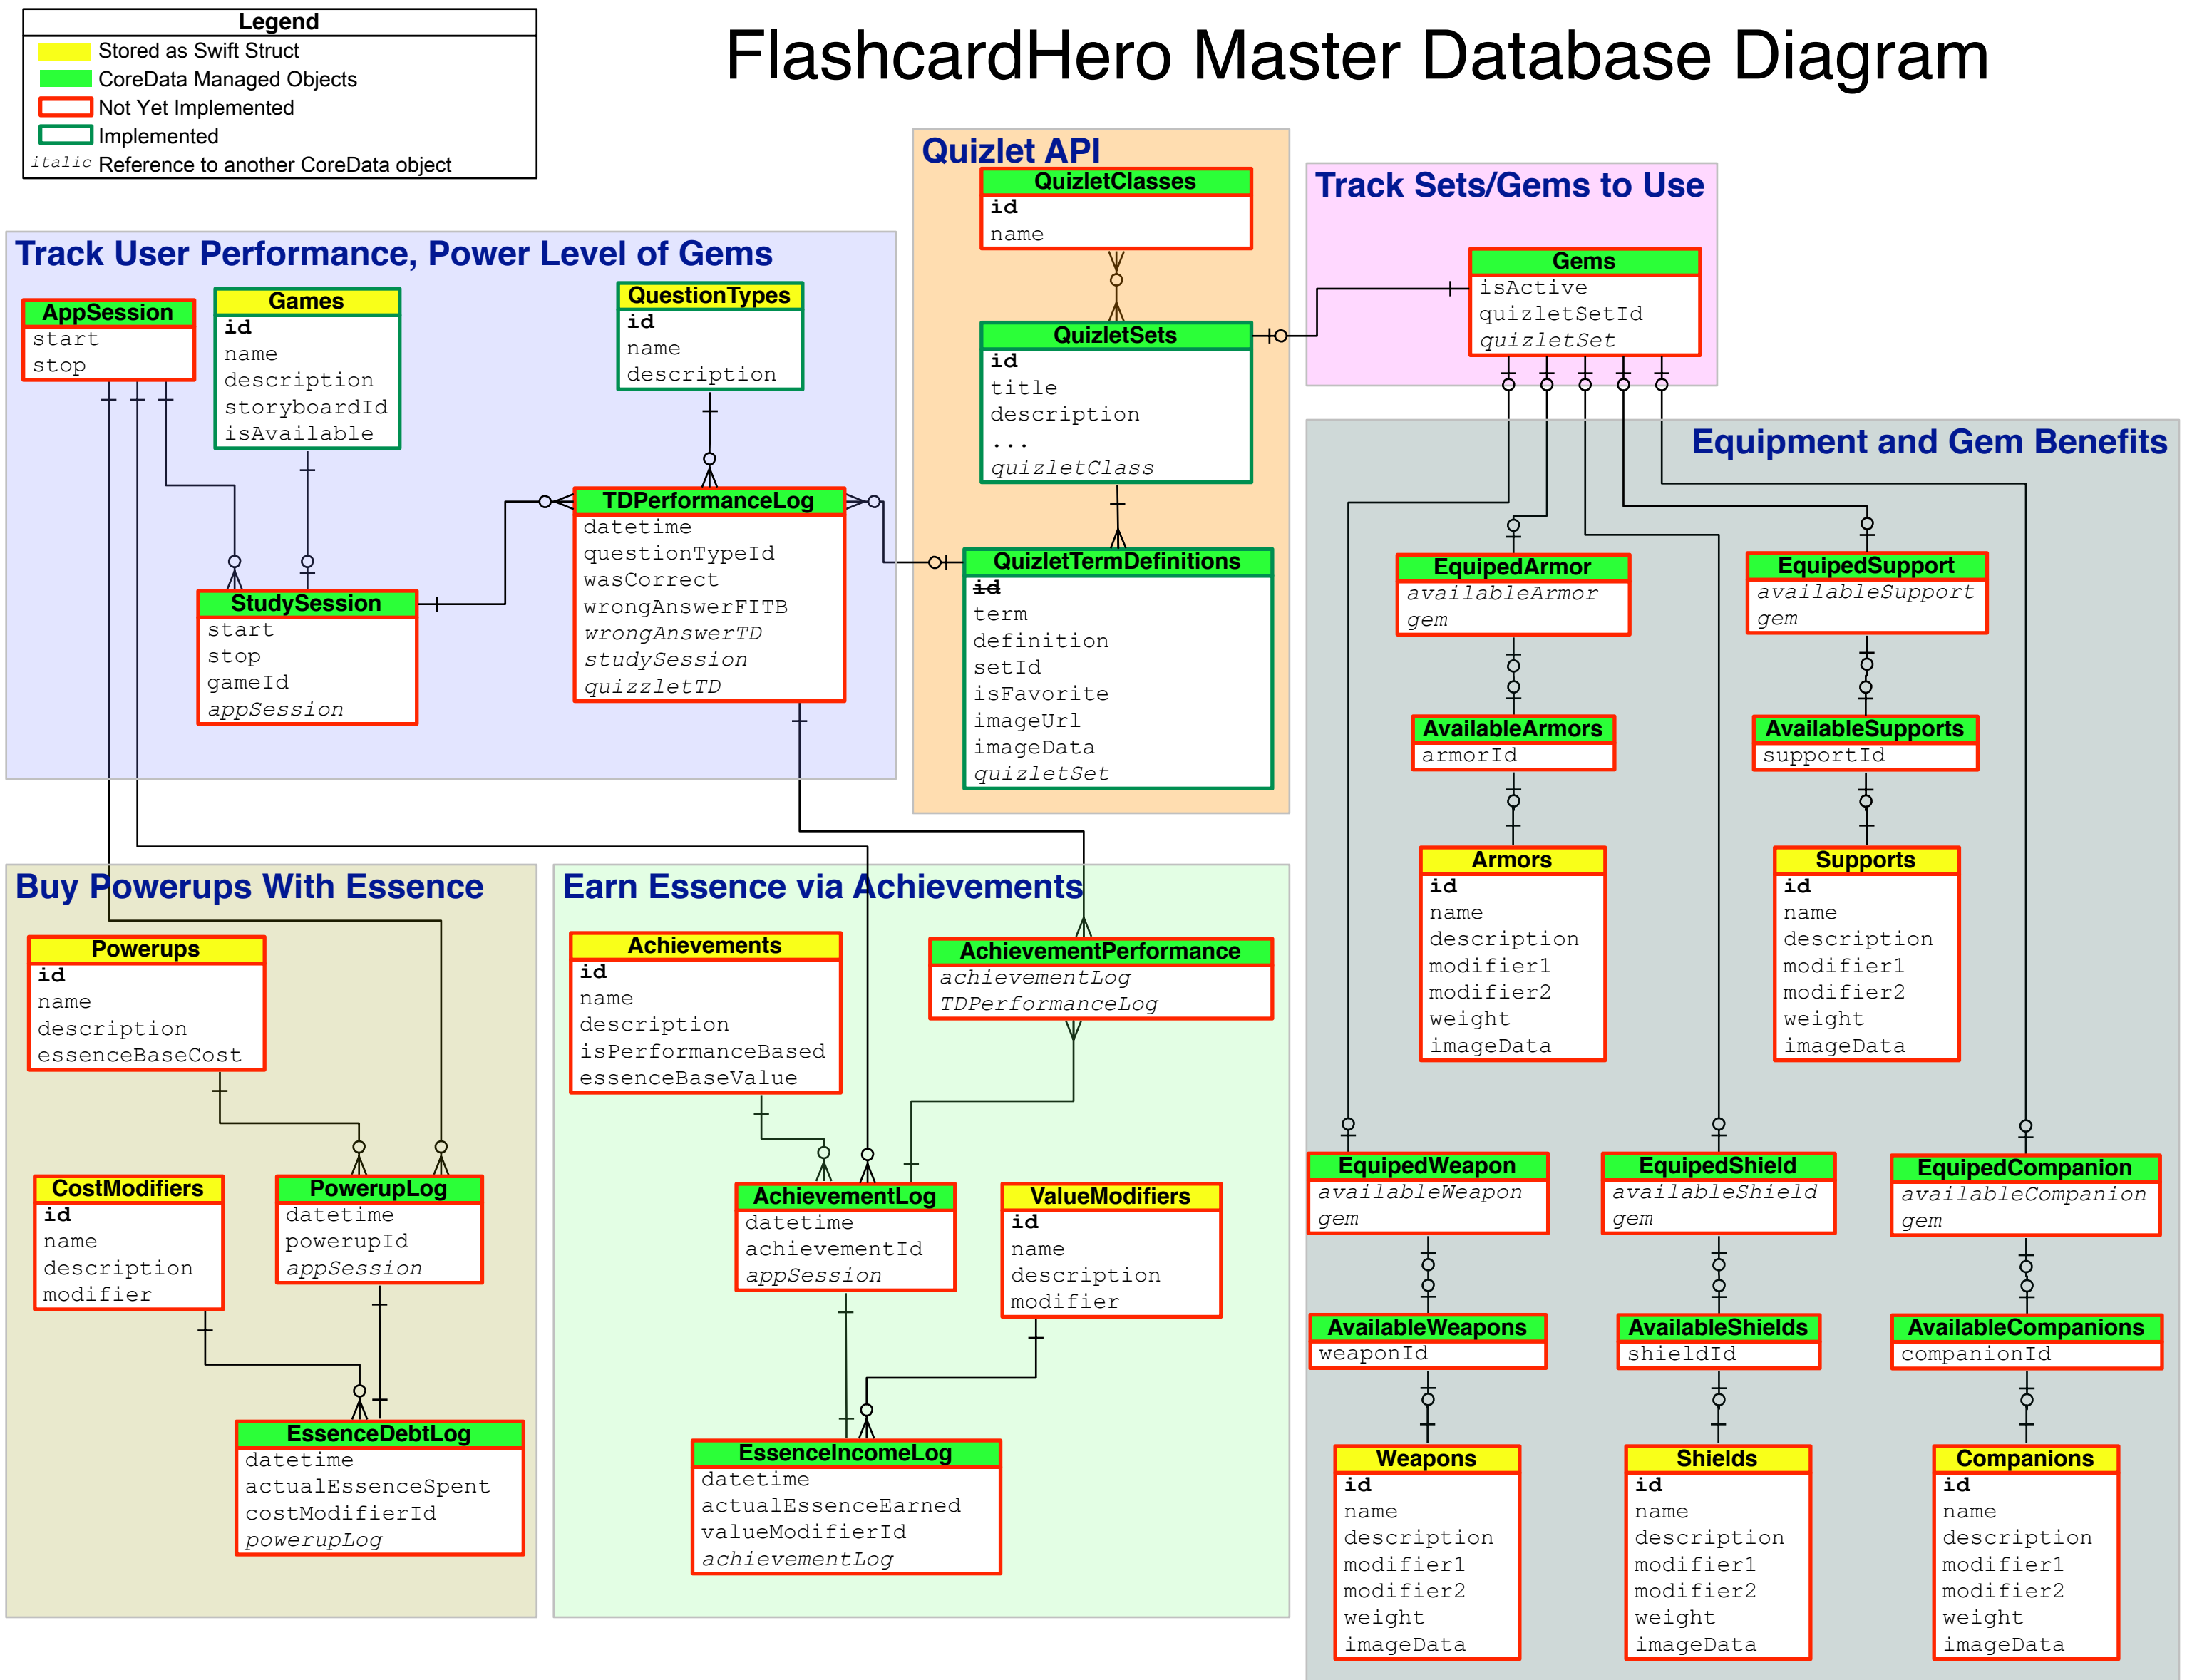 Legend
Stored as Swift Struct
CoreData Managed Objects
Not Yet Implemented
Implemented
italic Reference to another CoreData object
FlashcardHero Master Database Diagram
Track User Performance, Power Level of Gems
AppSession
start
stop
Games
id
name
description
storyboardId
isAvailable
QuestionTypes
id
name
description
StudySession
start
stop
gameId
appSession
TDPerformanceLog
datetime
questionTypeId
wasCorrect
wrongAnswerFITB
wrongAnswerTD
studySession
quizzletTD
Quizlet API
QuizletClasses
id
name
QuizletSets
id
title
description
...
quizletClass
QuizletTermDefinitions
id
term
definition
setId
isFavorite
imageUrl
imageData
quizletSet
Track Sets/Gems to Use
Gems
isActive
quizletSetId
quizletSet
Equipment and Gem Benefits
EquipedArmor
availableArmor
gem
EquipedSupport
availableSupport
gem
AvailableArmors
armorId
AvailableSupports
supportId
Armors
id
name
description
modifier1
modifier2
weight
imageData
Supports
id
name
description
modifier1
modifier2
weight
imageData
EquipedWeapon
availableWeapon
gem
EquipedShield
availableShield
gem
EquipedCompanion
availableCompanion
gem
AvailableWeapons
weaponId
AvailableShields
shieldId
AvailableCompanions
companionId
Weapons
id
name
description
modifier1
modifier2
weight
imageData
Shields
id
name
description
modifier1
modifier2
weight
imageData
Companions
id
name
description
modifier1
modifier2
weight
imageData
Buy Powerups With Essence
Powerups
id
name
description
essenceBaseCost
CostModifiers
id
name
description
modifier
PowerupLog
datetime
powerupId
appSession
EssenceDebtLog
datetime
actualEssenceSpent
costModifierId
powerupLog
Earn Essence via Achievements
Achievements
id
name
description
isPerformanceBased
essenceBaseValue
AchievementPerformance
achievementLog
TDPerformanceLog
AchievementLog
datetime
achievementId
appSession
ValueModifiers
id
name
description
modifier
EssenceIncomeLog
datetime
actualEssenceEarned
valueModifierId
achievementLog